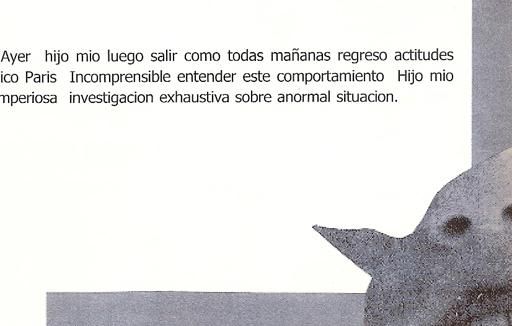 Ayer hijo mio luego salir como todas mañanas regreso actitudes
ico Paris Incomprensible entender este comportamiento Hijo mio
mperiosa investigacion exhaustiva sobre anormal situacion.